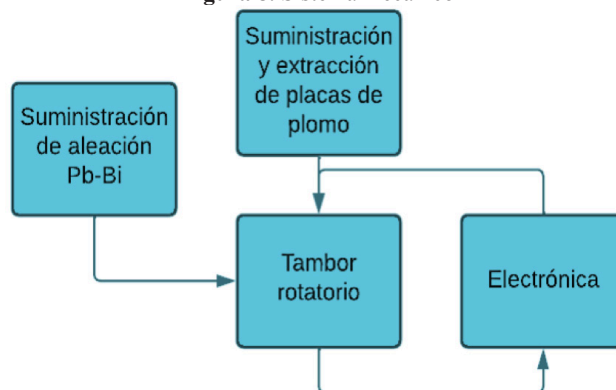 Suministración
y extracción
de placas de
plomo
Suministración
de aleación
Pb-Bi
Tambor
rotatorio
Electrónica